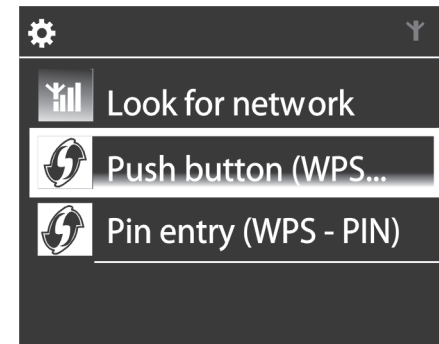 Look for network
Push button (WPS...
Pin entry (WPS - PIN)